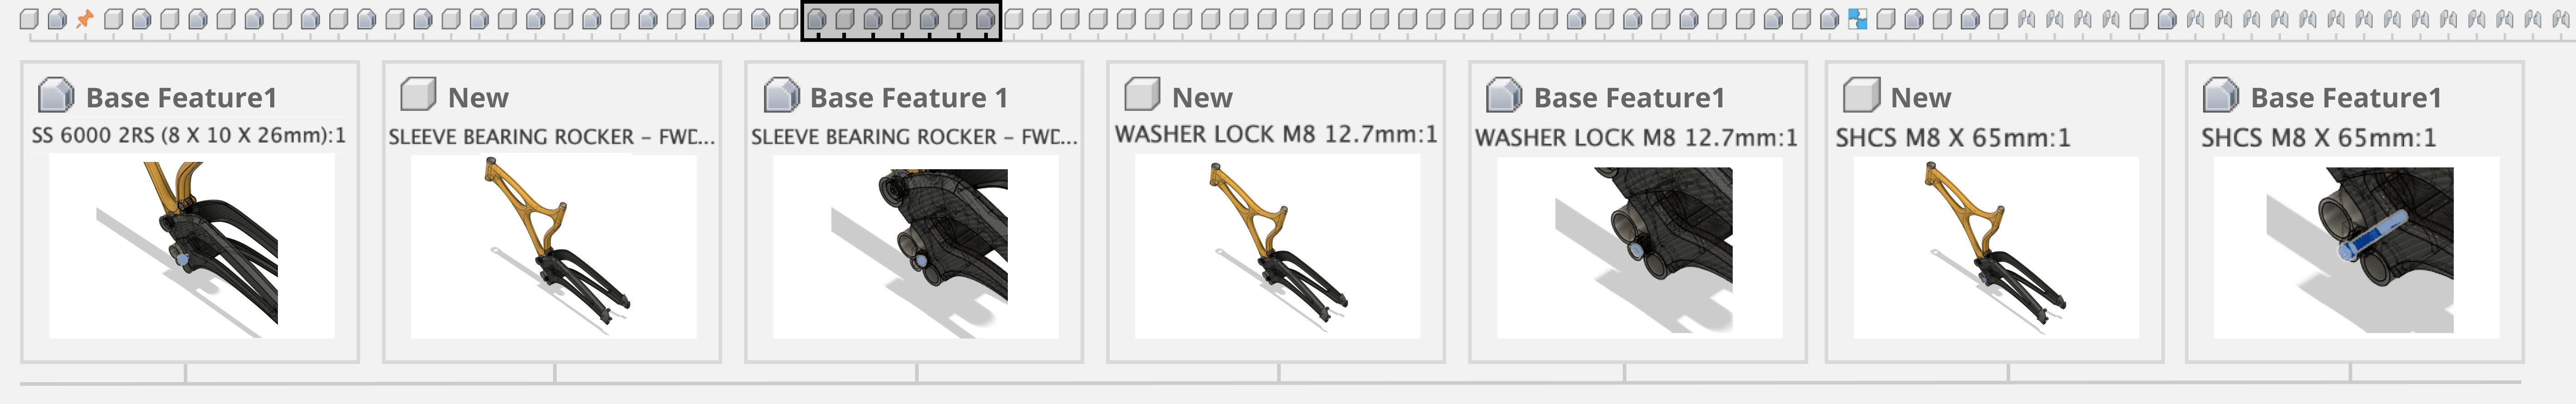 Base Feature1
SS 6000 2RS (8 X 10 X 26mm):1
New
SLEEVE BEARING ROCKER – FWD...
Base Feature 1
SLEEVE BEARING ROCKER – FWD...
New
WASHER LOCK M8 12.7mm:1
Base Feature1
WASHER LOCK M8 12.7mm:1
New
SHCS M8 X 65mm:1
Base Feature1
SHCS M8 X 65mm:1